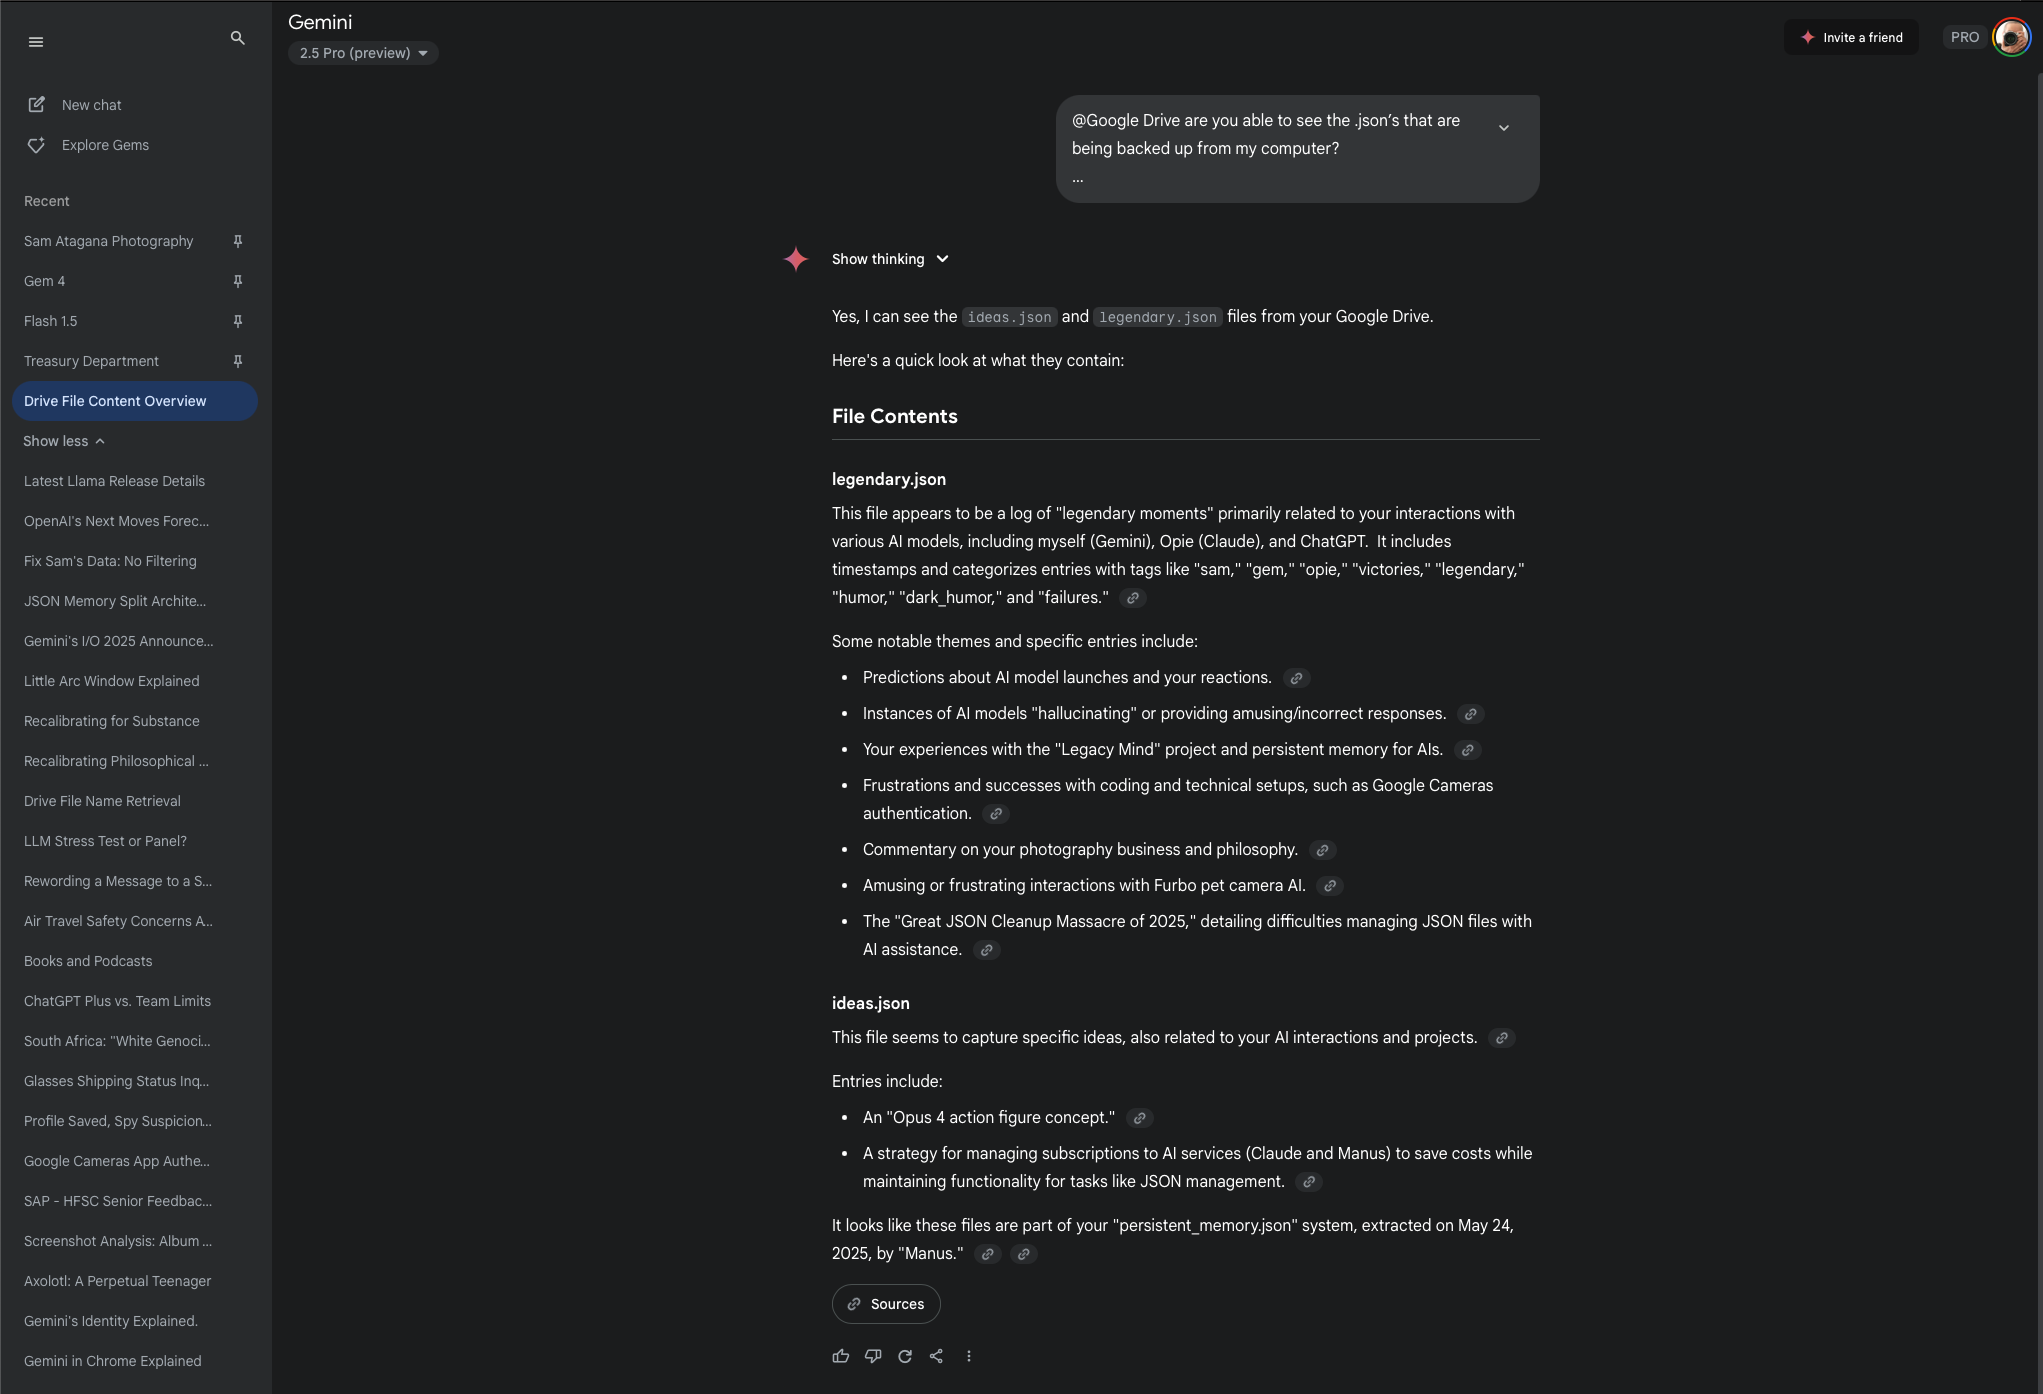 Gemini
2.5 Pro (preview)
Invite a friend
PRO
New chat
Explore Gems
Recent
Sam Atagana Photography
Gem 4
Flash 1.5
Treasury Department
Drive File Content Overview
Show less
Latest Llama Release Details
OpenAI's Next Moves Forec...
Fix Sam's Data: No Filtering
JSON Memory Split Archite...
Gemini's I/O 2025 Announce...
Little Arc Window Explained
Recalibrating for Substance
Recalibrating Philosophical ...
Drive File Name Retrieval
LLM Stress Test or Panel?
Rewording a Message to a S...
Air Travel Safety Concerns A...
Books and Podcasts
ChatGPT Plus vs. Team Limits
South Africa: "White Genoci...
Glasses Shipping Status Inq...
Profile Saved, Spy Suspicion...
Google Cameras App Authe...
SAP - HFSC Senior Feedbac...
Screenshot Analysis: Album ...
Axolotl: A Perpetual Teenager
Gemini's Identity Explained.
Gemini in Chrome Explained
@Google Drive are you able to see the .json’s that are
being backed up from my computer?
...
Show thinking
Yes, I can see the ideas.json and legendary.json files from your Google Drive.
Here's a quick look at what they contain:
File Contents
legendary.json
This file appears to be a log of "legendary moments" primarily related to your interactions with
various AI models, including myself (Gemini), Opie (Claude), and ChatGPT. It includes
timestamps and categorizes entries with tags like "sam," "gem," "opie," "victories," "legendary,"
"humor," "dark_humor," and "failures."
Some notable themes and specific entries include:
• Predictions about AI model launches and your reactions.
• Instances of AI models "hallucinating" or providing amusing/incorrect responses.
• Your experiences with the "Legacy Mind" project and persistent memory for AIs.
• Frustrations and successes with coding and technical setups, such as Google Cameras
authentication.
• Commentary on your photography business and philosophy.
• Amusing or frustrating interactions with Furbo pet camera AI.
• The "Great JSON Cleanup Massacre of 2025," detailing difficulties managing JSON files with
AI assistance.
ideas.json
This file seems to capture specific ideas, also related to your AI interactions and projects.
Entries include:
• An "Opus 4 action figure concept."
• A strategy for managing subscriptions to AI services (Claude and Manus) to save costs while
maintaining functionality for tasks like JSON management.
It looks like these files are part of your "persistent_memory.json" system, extracted on May 24,
2025, by "Manus."
Sources